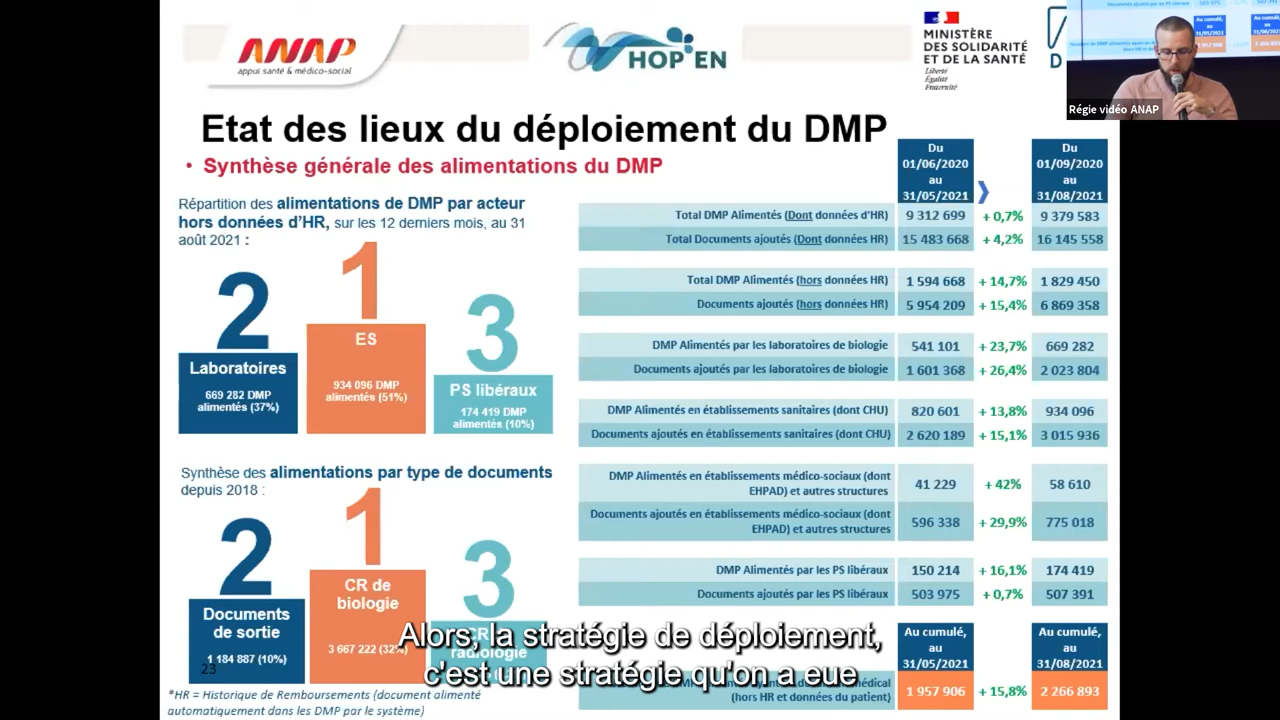 ANAP
appui santé & médico-social
HOP'EN
MINISTÈRE
DES SOLIDARITÉ
ET DE LA SANTÉ
Liberté
Égalité
Fraternité
Documents ajoutés par les PS libéraux
Au cumulé,
au
31/05/2021
Régie vidéo ANAP
Etat des lieux du déploiement du DMP
• Synthèse générale des alimentations du DMP
Répartition des alimentations de DMP par acteur
hors données d'HR, sur les 12 derniers mois, au 31
août 2021 :
2
1
3
Laboratoires
669 282 DMP
alimentés (37%)
ES
934 096 DMP
alimentés (51%)
PS libéraux
174 419 DMP
alimentés (10%)
Synthèse des alimentations par type de documents
depuis 2018 :
2
1
3
Documents
de sortie
1 184 887 (10%)
CR de
biologie
3 667 222 (32%)
CR
radiologie
23
*HR = Historique de Remboursements (document alimenté
automatiquement dans les DMP par le système)
Du
01/06/2020
au
31/05/2021
Du
01/09/2020
au
31/08/2021
Total DMP Alimentés (Dont données d'HR) 9 312 699 + 0,7% 9 379 583
Total Documents ajoutés (Dont données HR) 15 483 668 + 4,2% 16 145 558
Total DMP Alimentés (hors données HR) 1 594 668 + 14,7% 1 829 450
Documents ajoutés (hors données HR) 5 954 209 + 15,4% 6 869 358
DMP Alimentés par les laboratoires de biologie 541 101 + 23,7% 669 282
Documents ajoutés par les laboratoires de biologie 1 601 368 + 26,4% 2 023 804
DMP Alimentés en établissements sanitaires (dont CHU) 820 601 + 13,8% 934 096
Documents ajoutés en établissements sanitaires (dont CHU) 2 620 189 + 15,1% 3 015 936
DMP Alimentés en établissements médico-sociaux (dont
EHPAD) et autres structures 41 229 + 42% 58 610
Documents ajoutés en établissements médico-sociaux (dont
EHPAD) et autres structures 596 338 + 29,9% 775 018
DMP Alimentés par les PS libéraux 150 214 + 16,1% 174 419
Documents ajoutés par les PS libéraux 503 975 + 0,7% 507 391
Au cumulé,
au
31/05/2021
Au cumulé,
au
31/08/2021
médical
(hors HR et données du patient) 1 957 906 + 15,8% 2 266 893
Alors, la stratégie de déploiement,
c'est une stratégie qu'on a eue